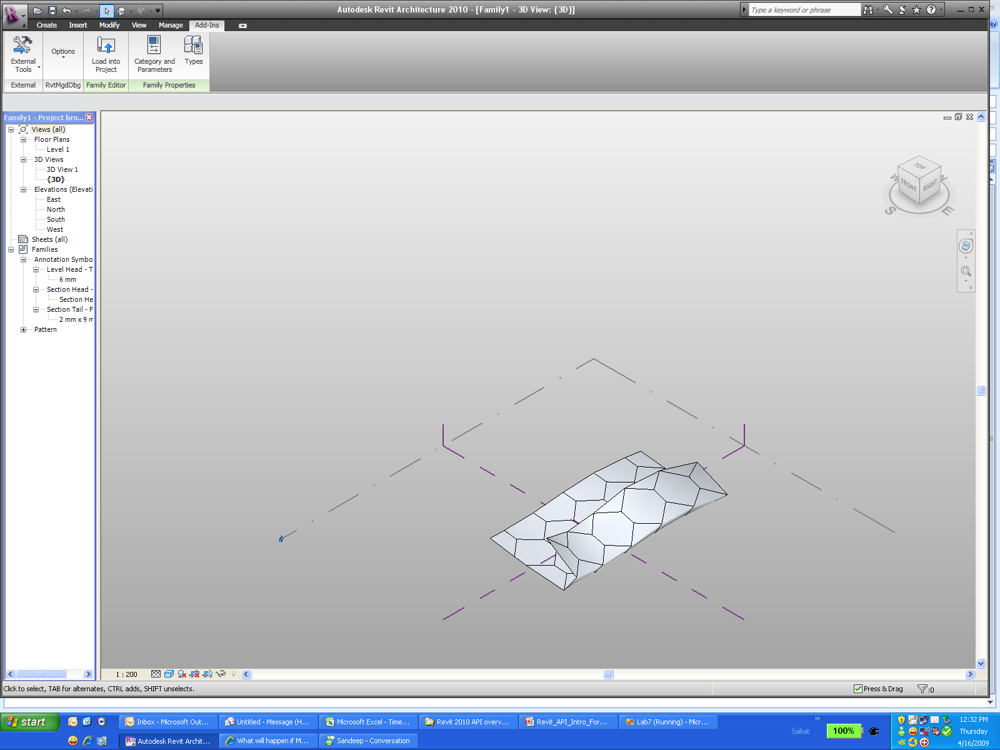 Autodesk Revit Architecture 2010 - [Family1 - 3D View: {3D}]
Type a keyword or phrase
Create Insert Modify View Manage Add-Ins
External Tools
Options
Load into Project
Category and Parameters
Types
External RvtMgdDbg Family Editor Family Properties
Family1 - Project bro...
Views (all)
Floor Plans
Level 1
3D Views
3D View 1
{3D}
Elevations (Elevati
East
North
South
West
Sheets (all)
Families
Annotation Symbo
Level Head - T
6 mm
Section Head -
Section He
Section Tail - F
2 mm x 9 m
Pattern
TOP
FRONT RIGHT
W N
S E
1 : 200
Click to select, TAB for alternates, CTRL adds, SHIFT unselects.
Press & Drag
:0
start
Inbox - Microsoft Out...
Untitled - Message (H...
Microsoft Excel - Time...
Revit 2010 API overv...
Revit_API_Intro_For...
Lab7 (Running) - Micr...
Autodesk Revit Archit...
What will happen if M...
Sandeep - Conversation
Saikat
100%
12:32 PM
Thursday
4/16/2009